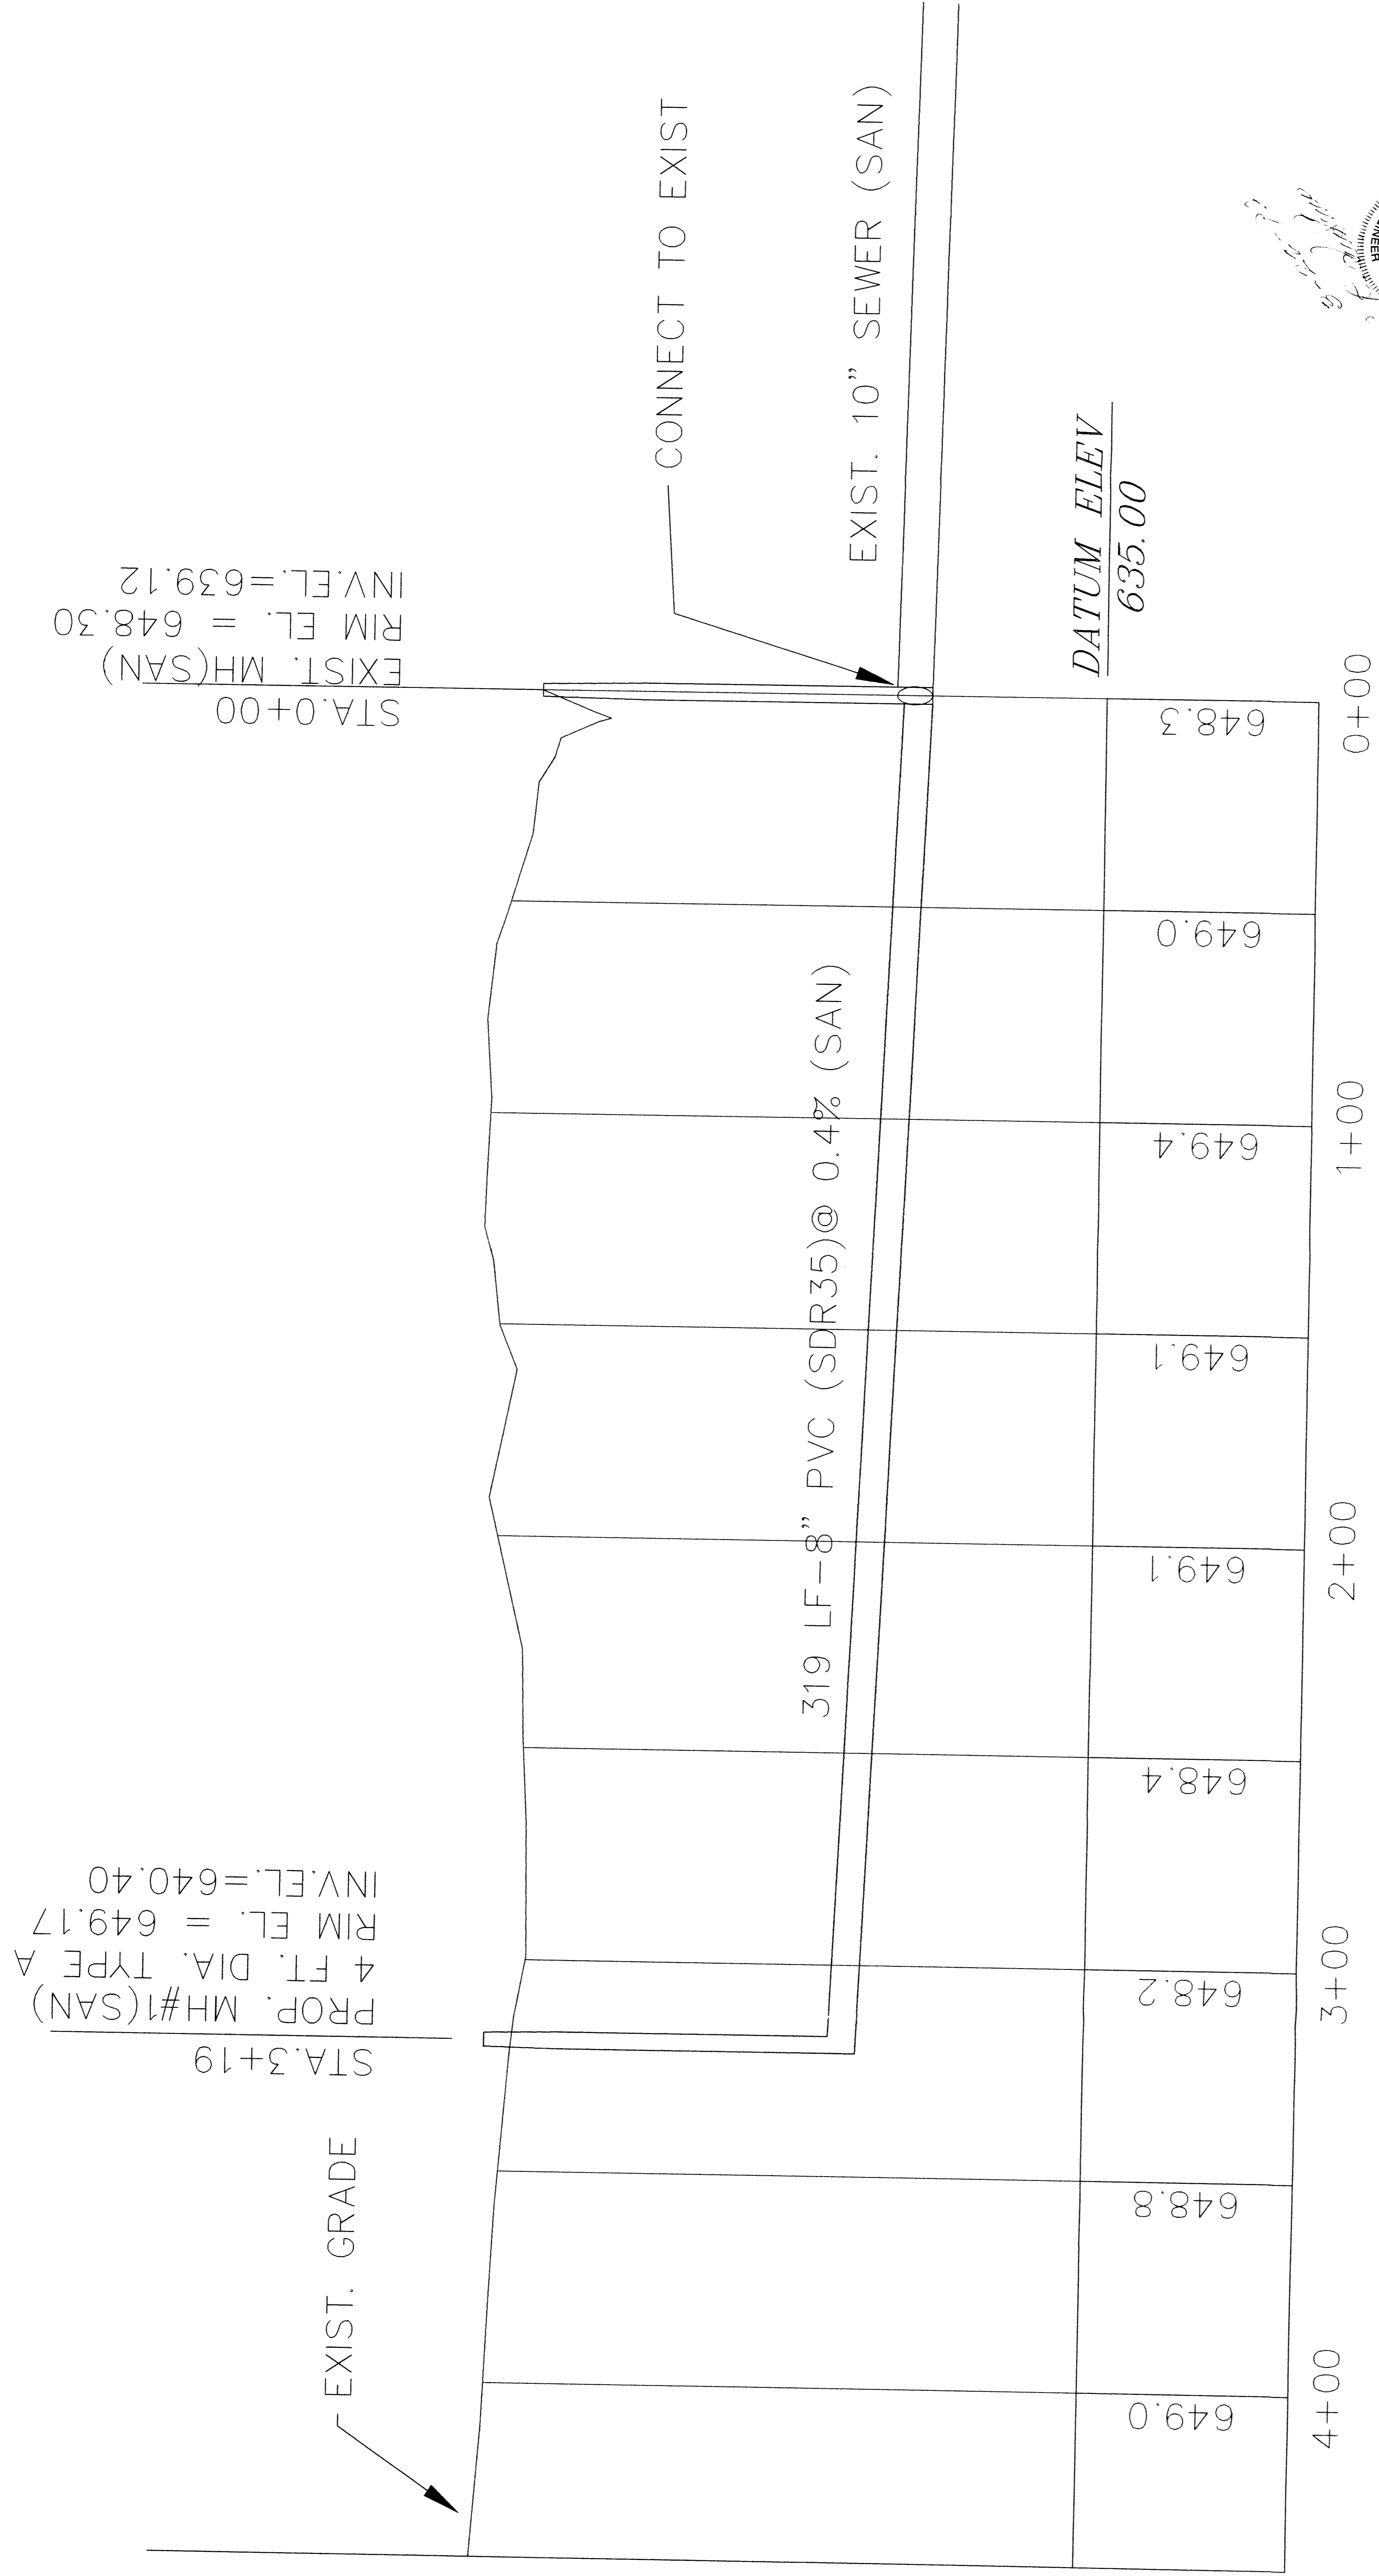 STA.0+00
EXIST. MH(SAN)
RIM EL. = 648.30
INV.EL.=639.12
CONNECT TO EXIST
EXIST. 10" SEWER (SAN)
DATUM ELEV
635.00
STA.3+19
PROP. MH#1(SAN)
4 FT. DIA. TYPE A
RIM EL. = 649.17
INV.EL.=640.40
EXIST. GRADE
319 LF-8" PVC (SDR35)@ 0.4% (SAN)
649.0
648.8
648.2
648.4
649.1
649.1
649.4
649.0
648.3
4+00
3+00
2+00
1+00
0+00